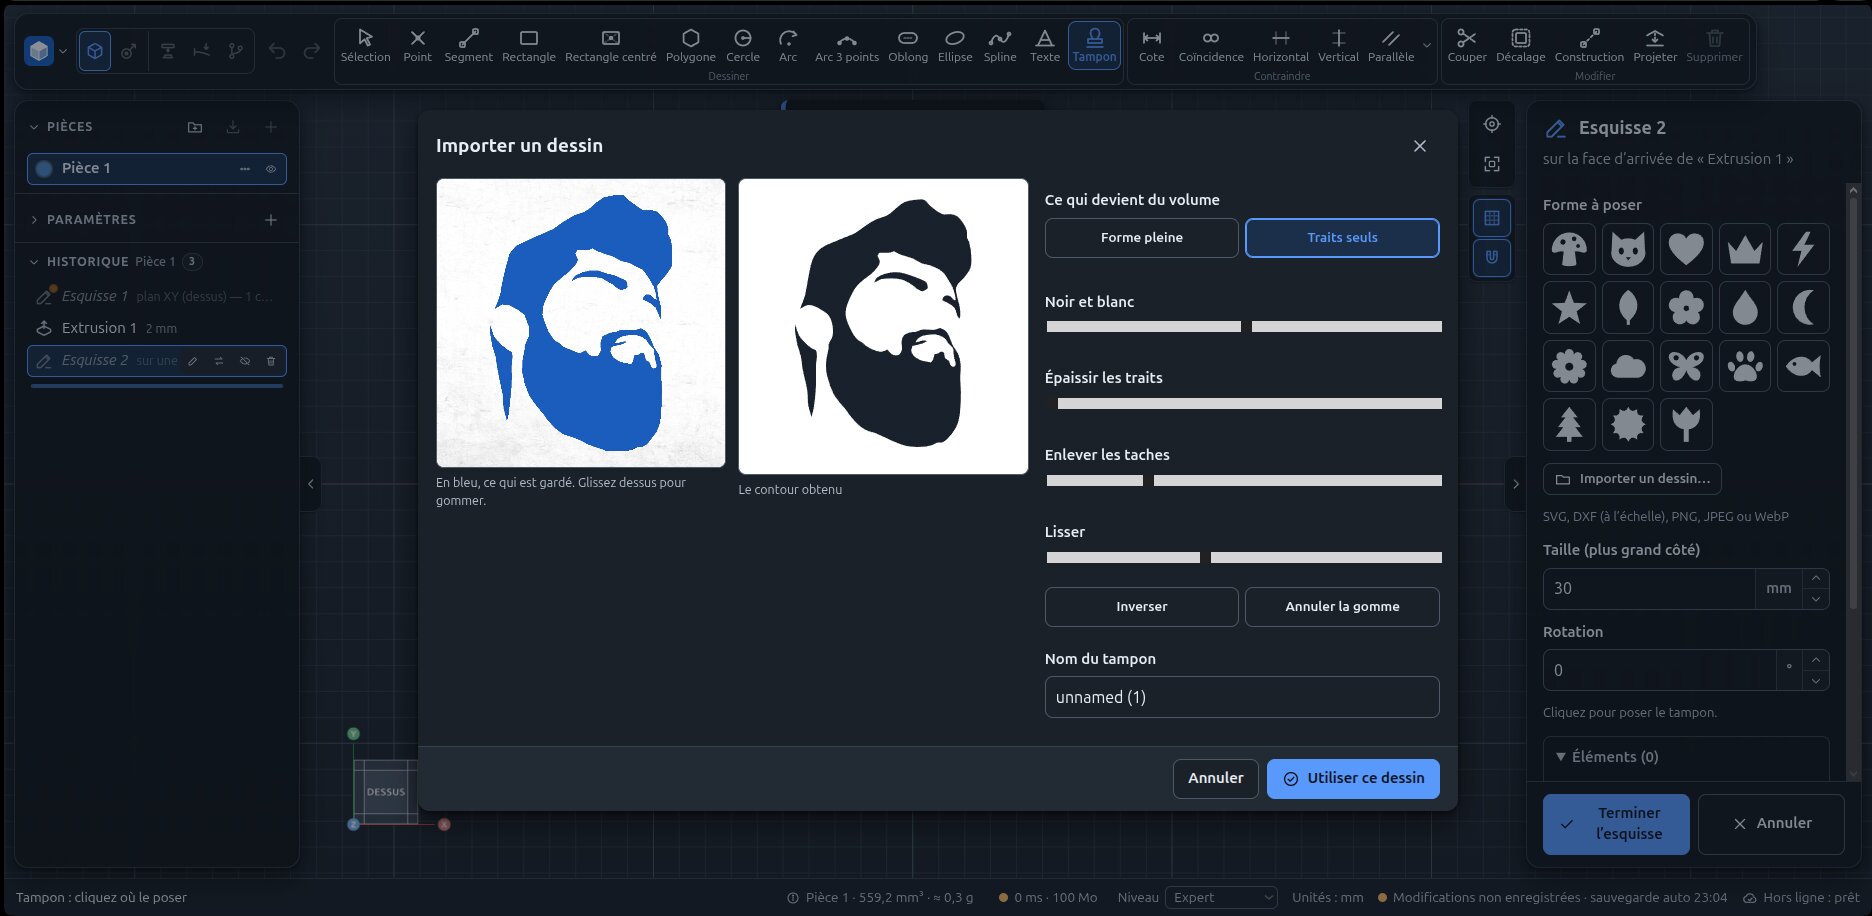 Sélection
Point
Segment
Rectangle
Rectangle centré
Polygone
Cercle
Arc
Arc 3 points
Oblong
Ellipse
Spline
Texte
Tampon
Cote
Coïncidence
Horizontal
Vertical
Parallèle
Couper
Décalage
Construction
Projeter
Supprimer
Dessiner
Contraindre
Modifier
PIÈCES
Pièce 1
PARAMÈTRES
HISTORIQUE Pièce 1 3
Esquisse 1 plan XY (dessus) — 1 c...
Extrusion 1 2 mm
Esquisse 2 sur une
Importer un dessin
En bleu, ce qui est gardé. Glissez dessus pour
gommer.
Le contour obtenu
Ce qui devient du volume
Forme pleine
Traits seuls
Noir et blanc
Épaissir les traits
Enlever les taches
Lisser
Inverser
Annuler la gomme
Nom du tampon
unnamed (1)
Annuler
Utiliser ce dessin
Esquisse 2
sur la face d’arrivée de « Extrusion 1 »
Forme à poser
Importer un dessin...
SVG, DXF (à l’échelle), PNG, JPEG ou WebP
Taille (plus grand côté)
30 mm
Rotation
0 °
Cliquez pour poser le tampon.
▼ Éléments (0)
Terminer
l’esquisse
Annuler
Y
DESSUS
Z
X
Tampon : cliquez où le poser
Pièce 1 · 559,2 mm³ · ≈ 0,3 g
0 ms · 100 Mo
Niveau Expert
Unités : mm
Modifications non enregistrées · sauvegarde auto 23:04
Hors ligne : prêt